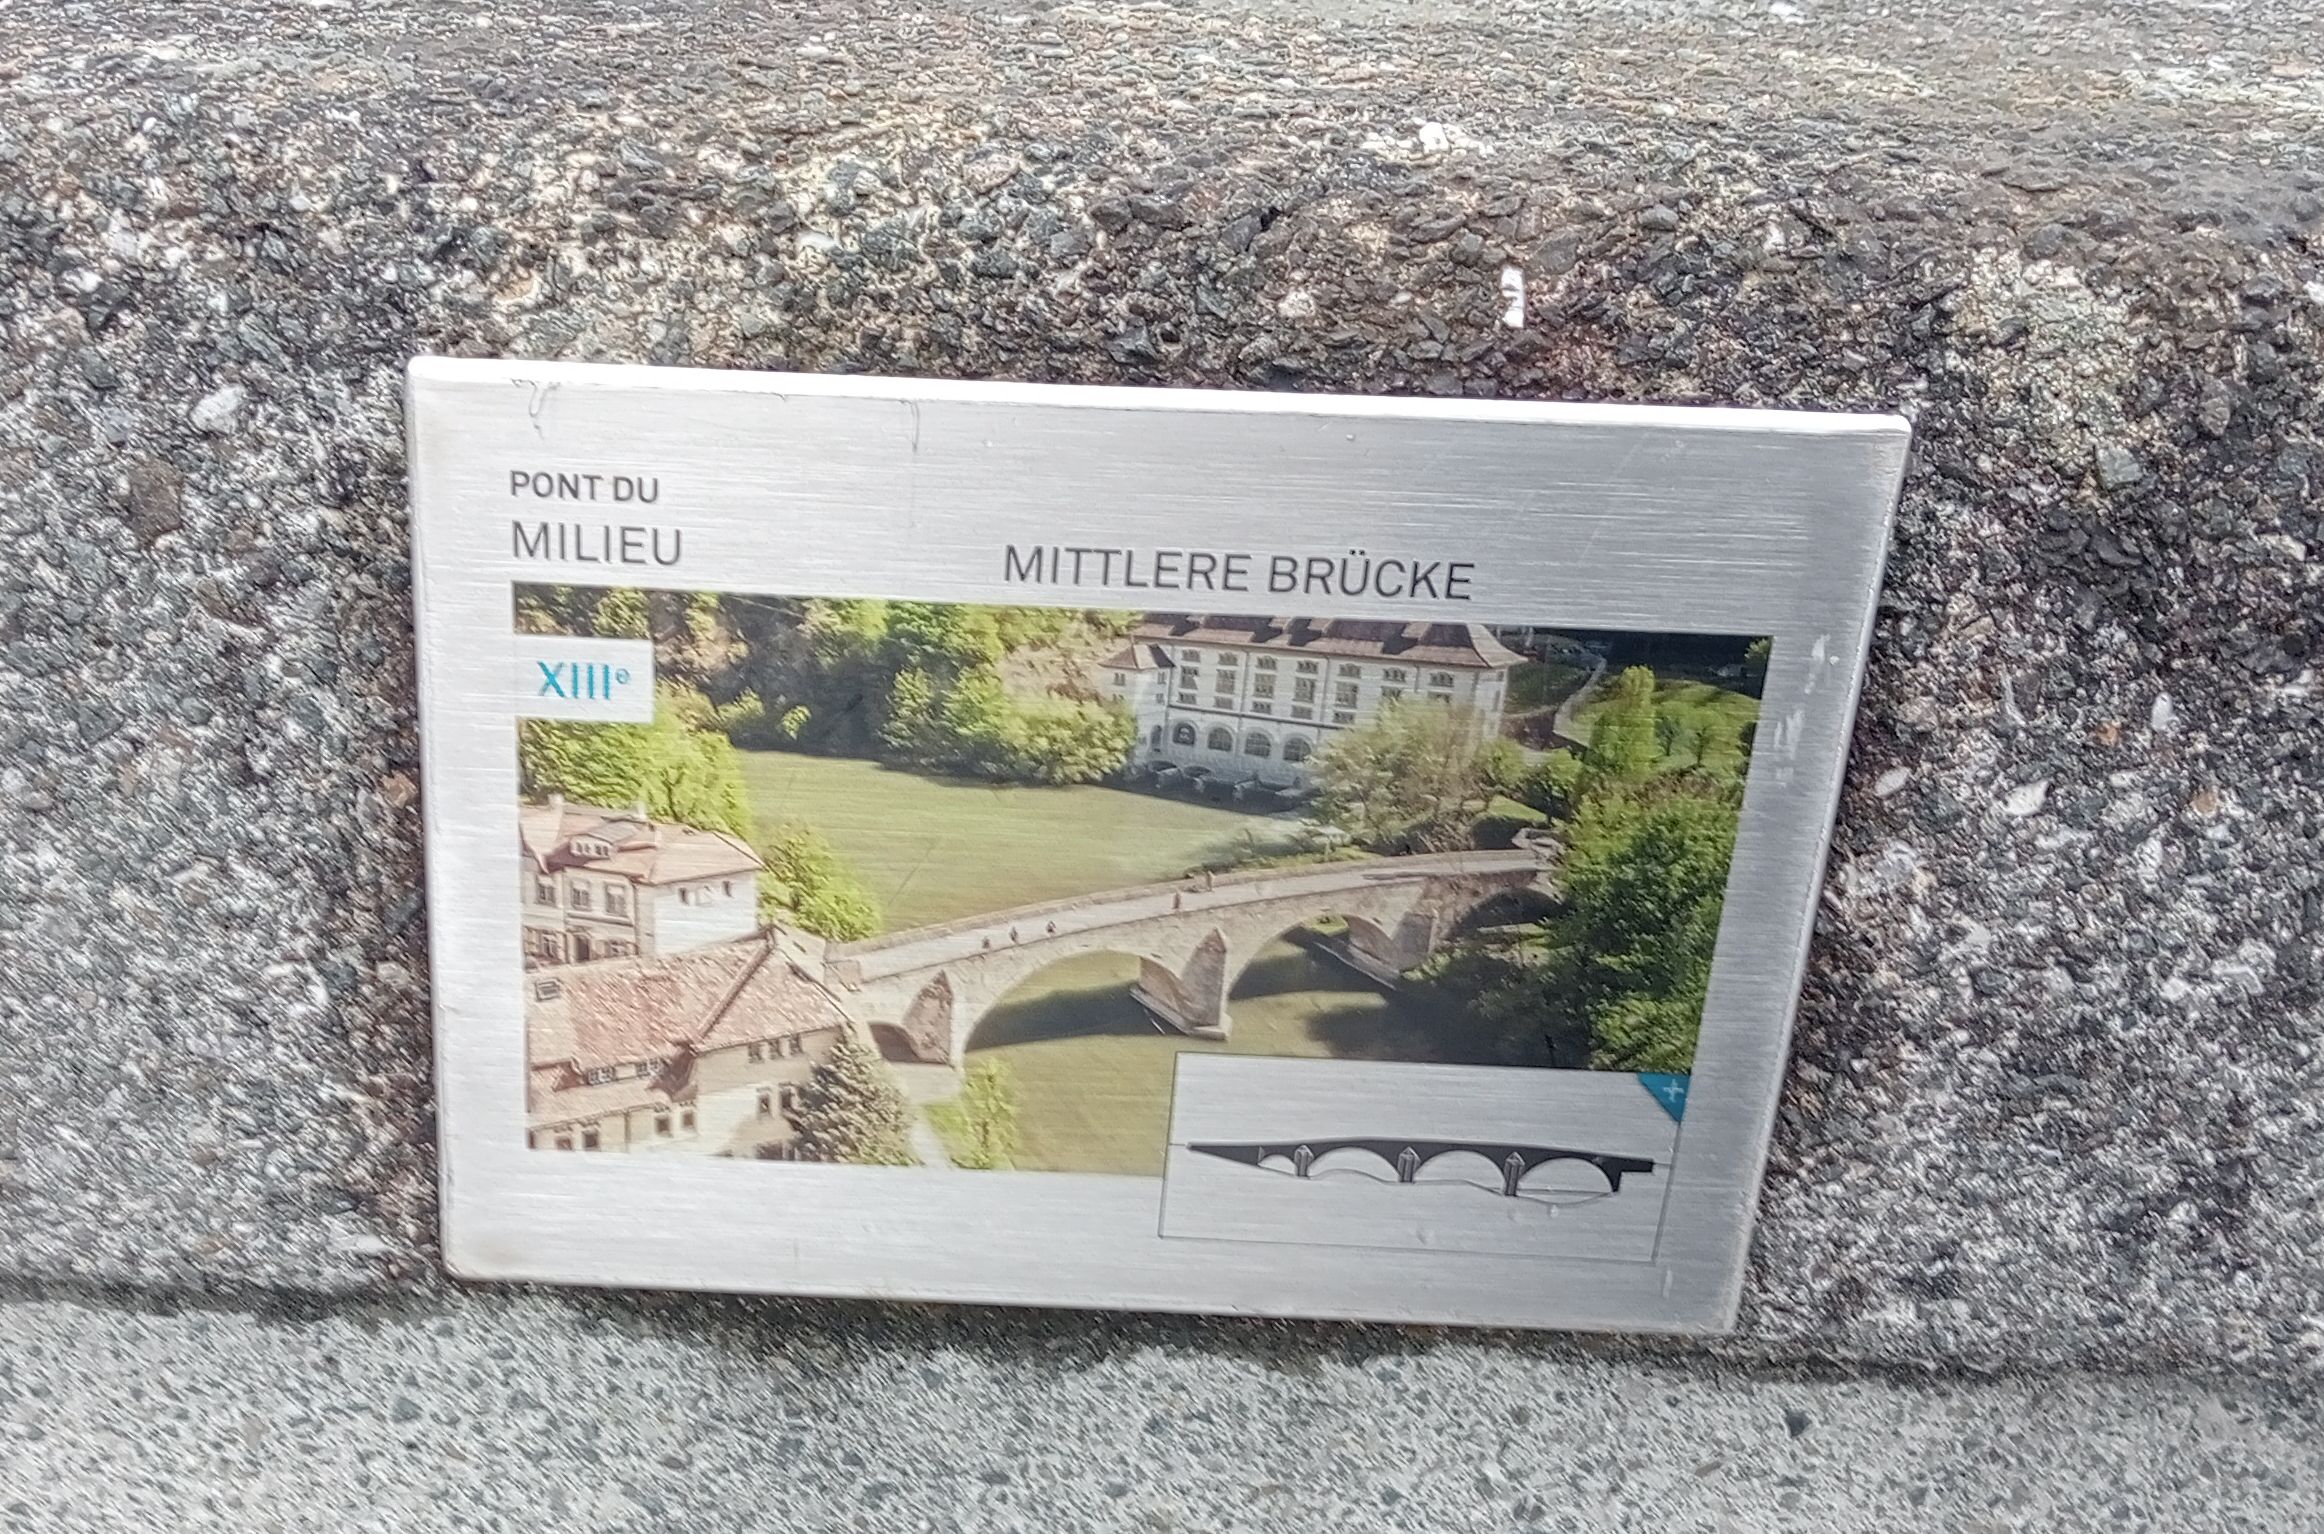 PONT DU
MILIEU
MITTLERE BRÜCKE
XIIIe
+